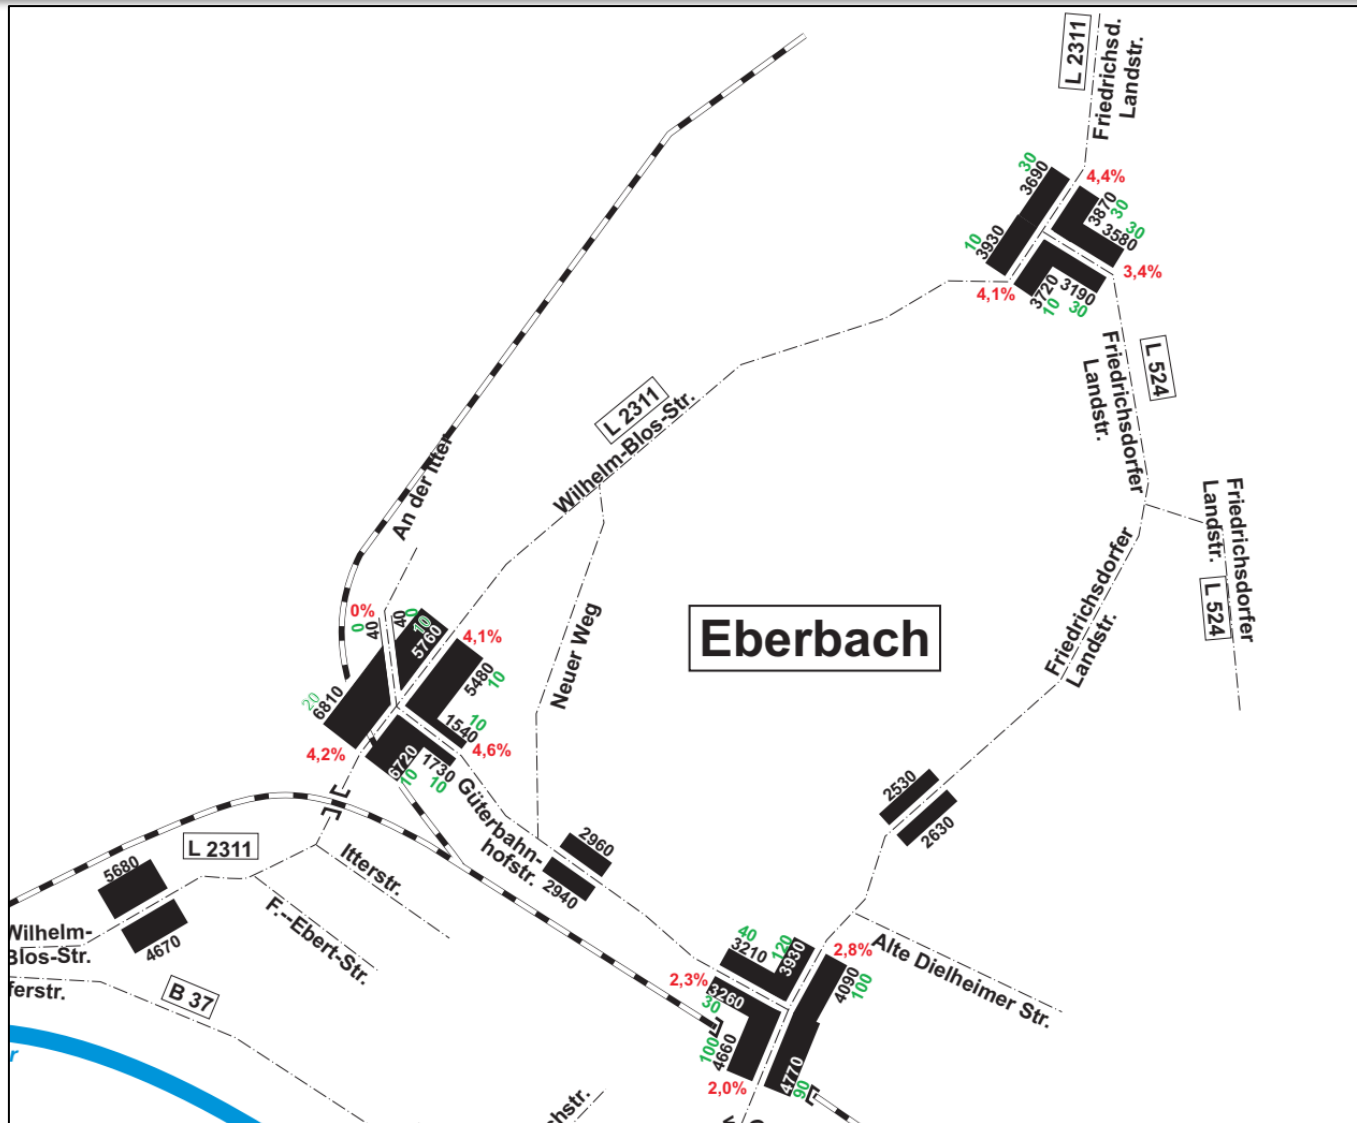 L 2311
Friedrichsd.
Landstr.
30
3690
4,4%
3870
30
3580
30
10
3930
3,4%
4,1%
3720
10
3190
30
L 524
Friedrichsdorfer
Landstr.
L 2311
Wilhelm-Blos-Str.
An der Itter
Friedrichsdorfer
Landstr.
L 524
Friedrichsdorfer
Landstr.
Neuer Weg
Eberbach
0%
0
40
40
0
10
5760
4,1%
5480
10
20
6810
10
1540
4,2%
4,6%
6720
10
1730
10
Güterbahn-
hofstr.
2530
2630
L 2311
Itterstr.
2960
2940
5680
4670
F.--Ebert-Str.
Wilhelm-
Blos-Str.
ferstr.
B 37
40
3210
120
3930
2,8%
4090
100
Alte Dielheimer Str.
2,3%
3260
30
100
4660
2,0%
4770
90
r
chstr.